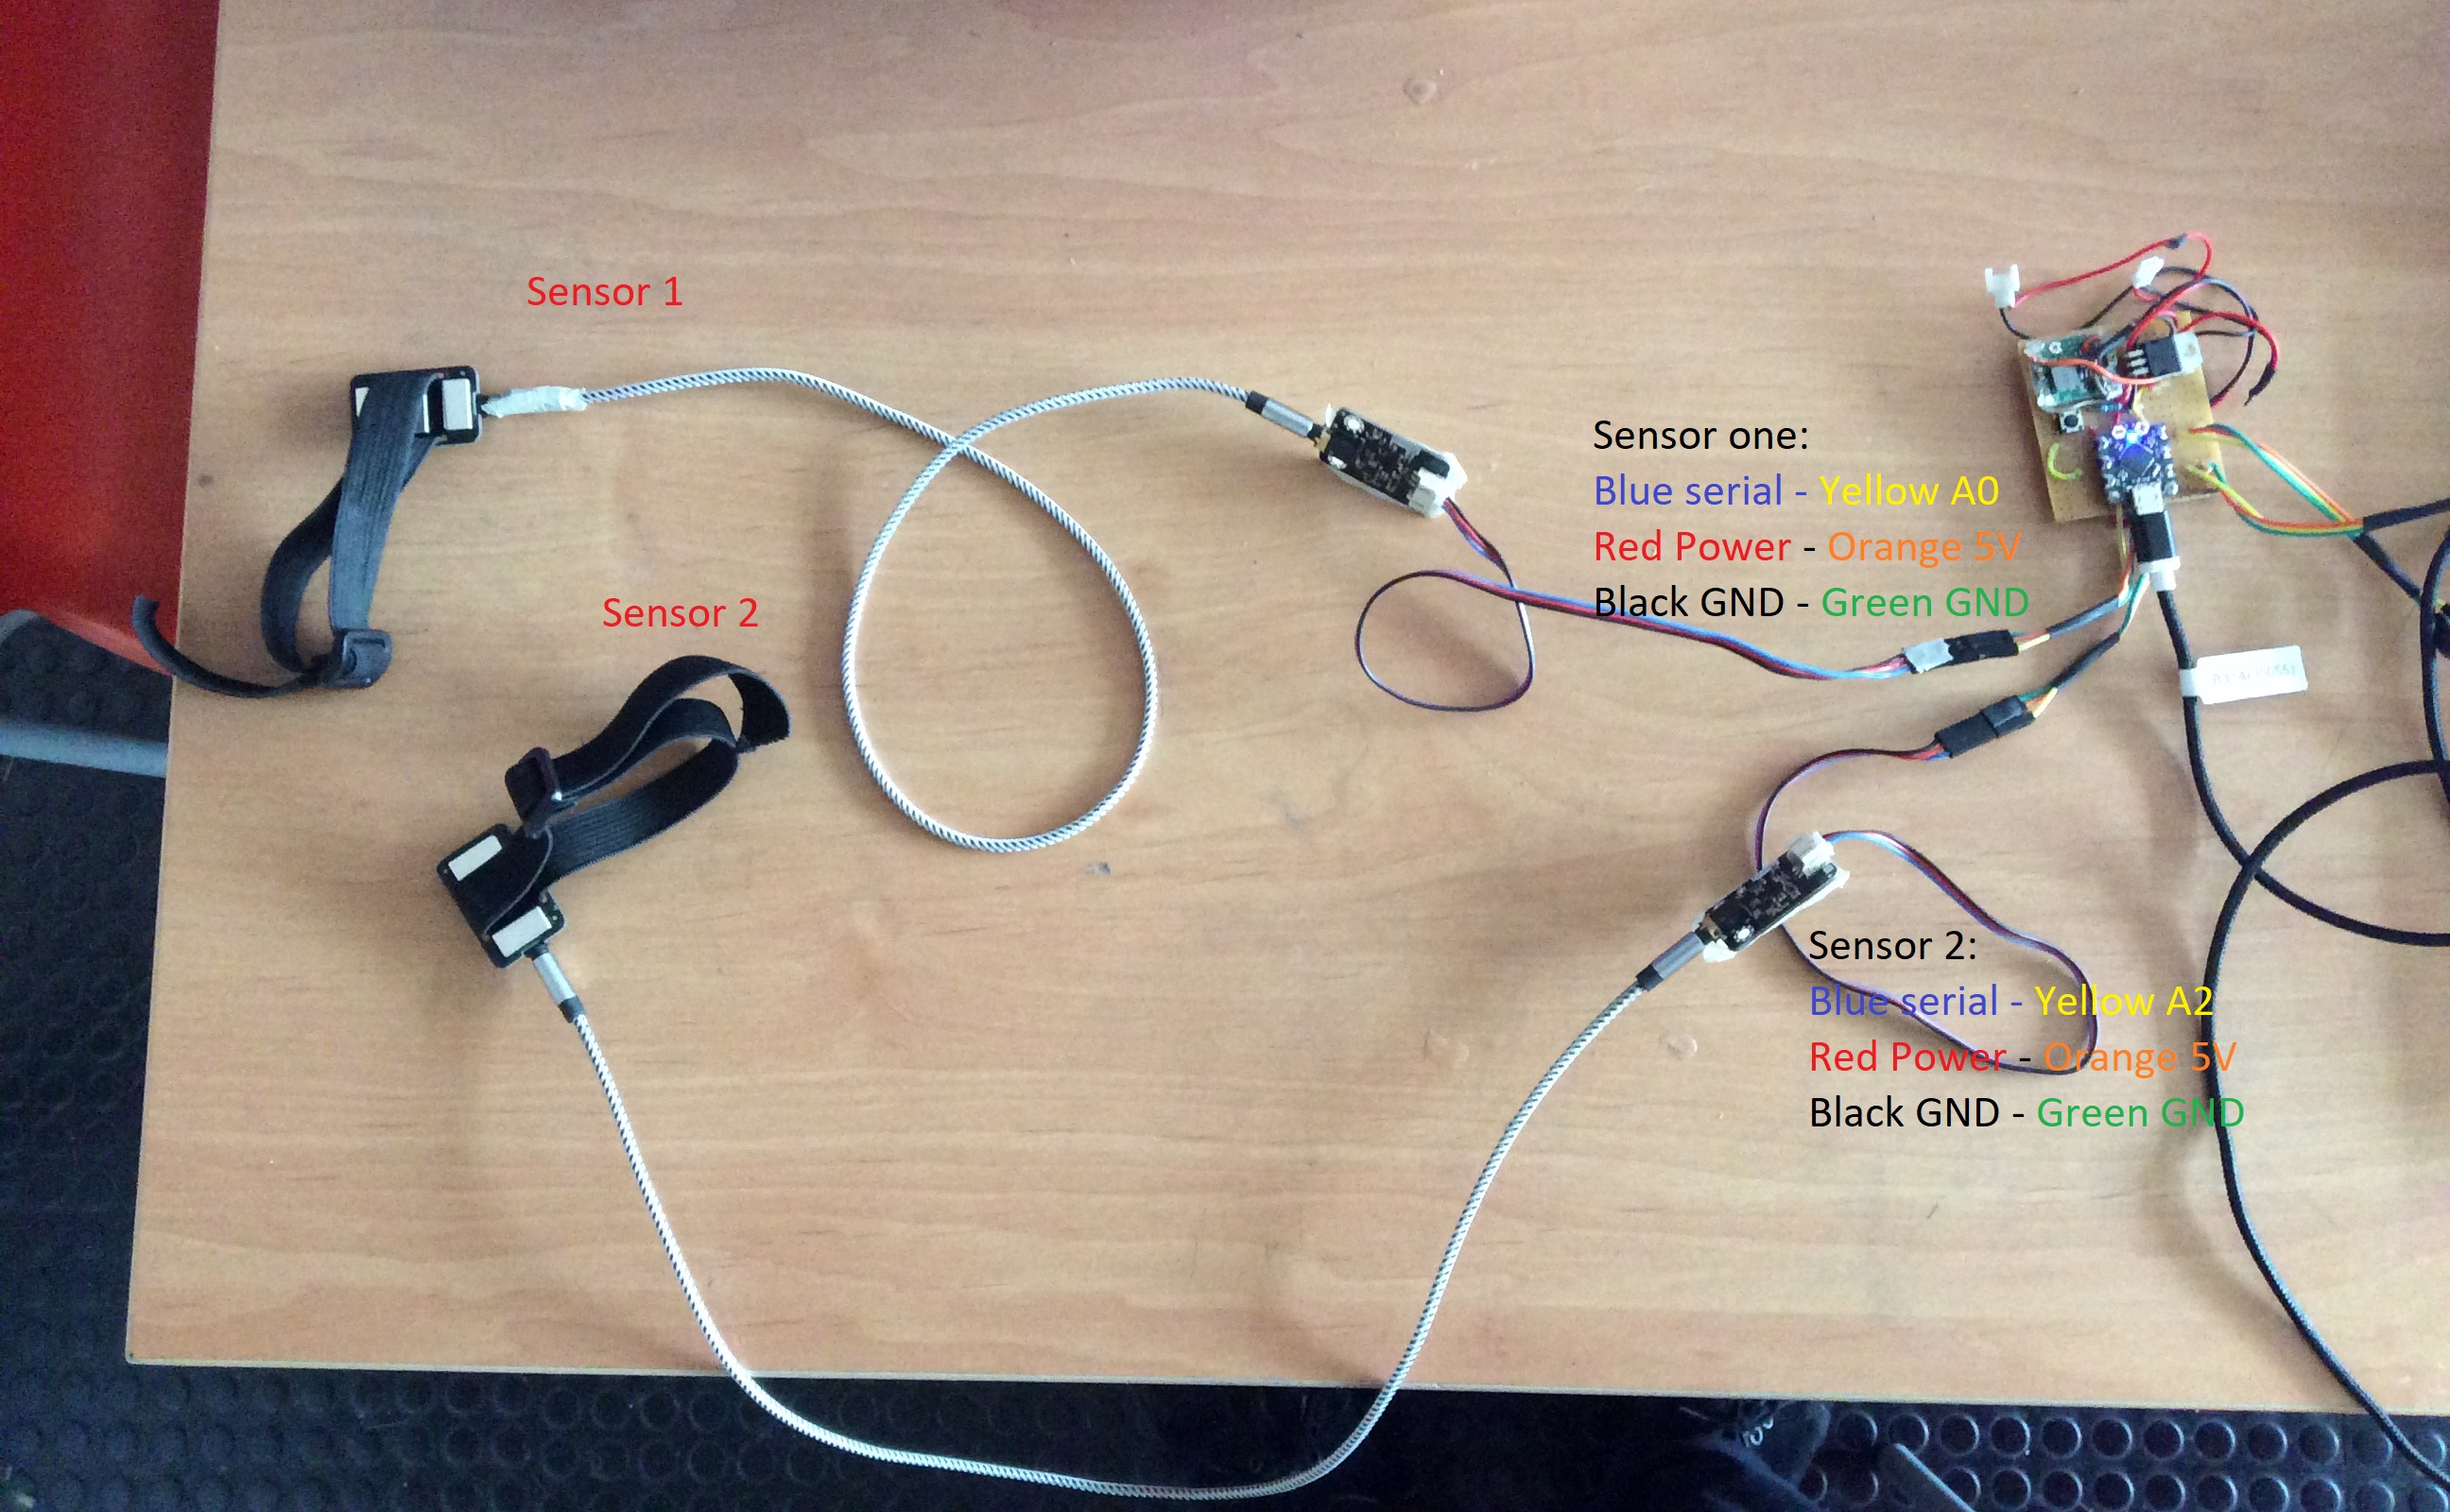 Sensor 1
Sensor one:
Blue serial - Yellow A0
Red Power - Orange 5V
Black GND - Green GND
Sensor 2
Sensor 2:
Blue serial - Yellow A2
Red Power - Orange 5V
Black GND - Green GND